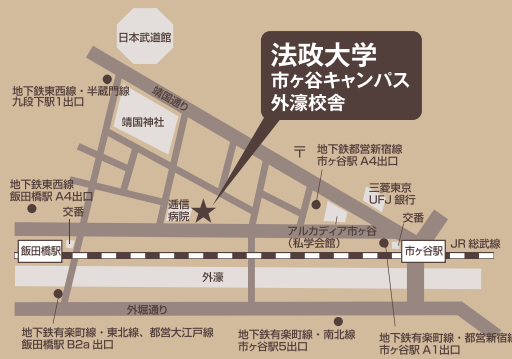 日本武道館
法政大学
市ヶ谷キャンパス
外濠校舎
地下鉄東西線・半蔵門線
九段下駅1出口
靖国通り
靖国神社
〒
地下鉄都営新宿線
市ヶ谷駅 A4出口
地下鉄東西線
飯田橋駅 A4出口
三菱東京
UFJ 銀行
逓信
病院
交番
交番
アルカディア市ヶ谷
（私学会館）
飯田橋駅
市ヶ谷駅
JR 総武線
外濠
外堀通り
地下鉄有楽町線・東北線、都営大江戸線
飯田橋駅 B2a 出口
地下鉄有楽町線・南北線
市ヶ谷駅5出口
地下鉄有楽町線・都営新宿線
市ヶ谷駅 A1出口